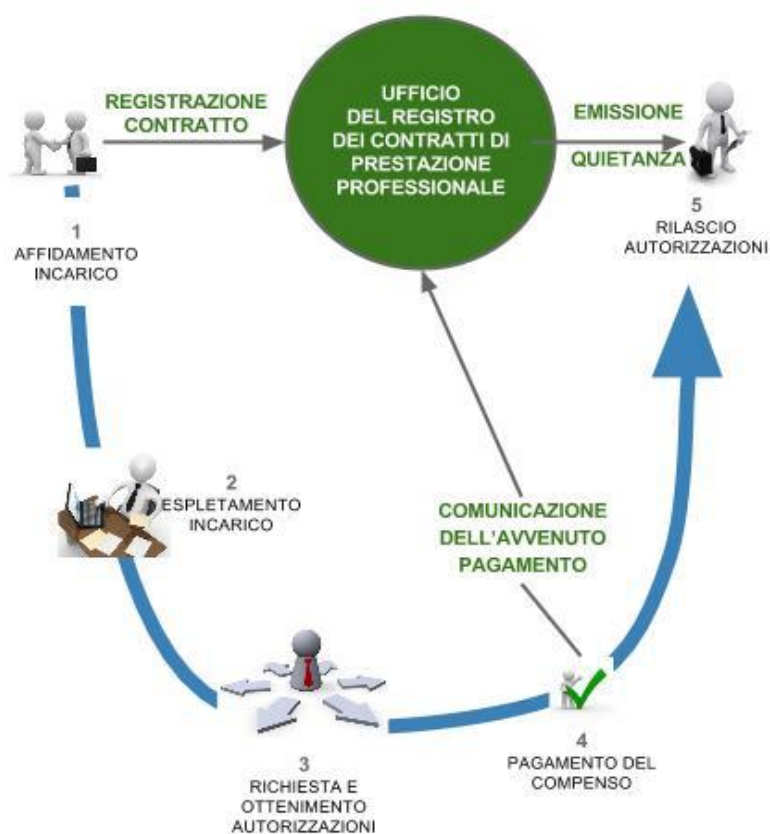 REGISTRAZIONE
CONTRATTO
UFFICIO
DEL REGISTRO
DEI CONTRATTI DI
PRESTAZIONE
PROFESSIONALE
EMISSIONE
QUIETANZA
1
AFFIDAMENTO
INCARICO
5
RILASCIO
AUTORIZZAZIONI
2
ESPLETAMENTO
INCARICO
COMUNICAZIONE
DELL'AVVENUTO
PAGAMENTO
3
RICHIESTA E
OTTENIMENTO
AUTORIZZAZIONI
4
PAGAMENTO DEL
COMPENSO